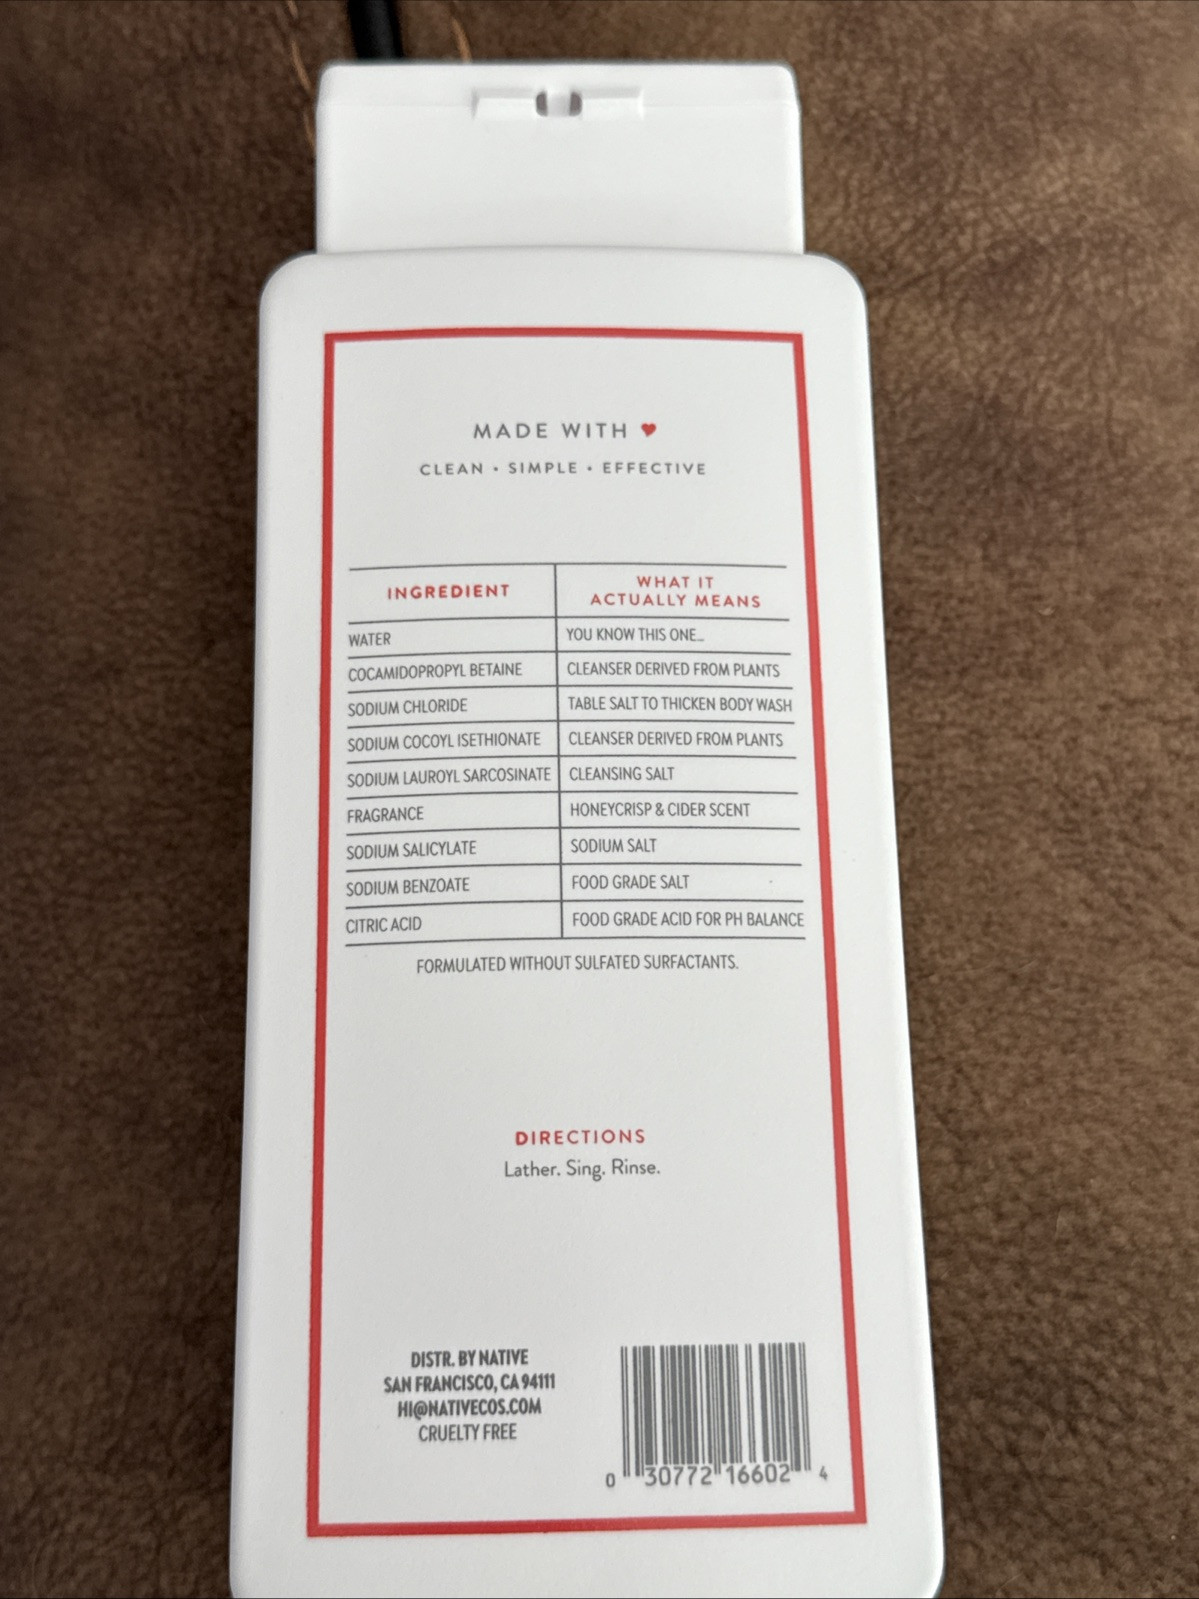 MADE WITH ♥
CLEAN • SIMPLE • EFFECTIVE
INGREDIENT
WHAT IT
ACTUALLY MEANS
WATER YOU KNOW THIS ONE...
COCAMIDOPROPYL BETAINE CLEANSER DERIVED FROM PLANTS
SODIUM CHLORIDE TABLE SALT TO THICKEN BODY WASH
SODIUM COCOYL ISETHIONATE CLEANSER DERIVED FROM PLANTS
SODIUM LAUROYL SARCOSINATE CLEANSING SALT
FRAGRANCE HONEYCRISP & CIDER SCENT
SODIUM SALICYLATE SODIUM SALT
SODIUM BENZOATE FOOD GRADE SALT
CITRIC ACID FOOD GRADE ACID FOR PH BALANCE
FORMULATED WITHOUT SULFATED SURFACTANTS.
DIRECTIONS
Lather. Sing. Rinse.
DISTR. BY NATIVE
SAN FRANCISCO, CA 94111
HI@NATIVECOS.COM
CRUELTY FREE
0 30772 16602 4